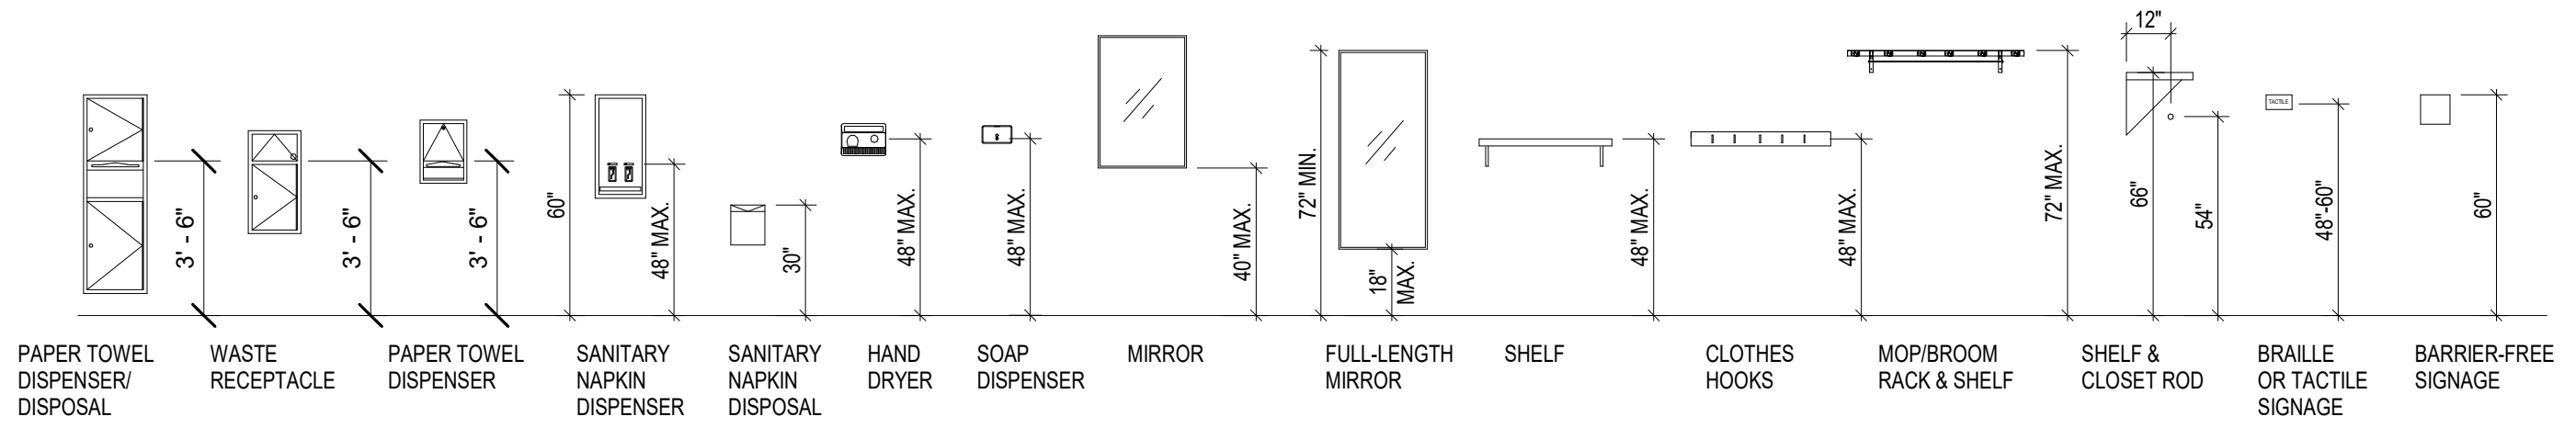 12"
TACTILE
3' - 6"
3' - 6"
3' - 6"
60"
48" MAX.
30"
48" MAX.
48" MAX.
40" MAX.
72" MIN.
18"
MAX.
48" MAX.
48" MAX.
72" MAX.
66"
54"
48"-60"
60"
PAPER TOWEL
DISPENSER/
DISPOSAL
WASTE
RECEPTACLE
PAPER TOWEL
DISPENSER
SANITARY
NAPKIN
DISPENSER
SANITARY
NAPKIN
DISPOSAL
HAND
DRYER
SOAP
DISPENSER
MIRROR
FULL-LENGTH
MIRROR
SHELF
CLOTHES
HOOKS
MOP/BROOM
RACK & SHELF
SHELF &
CLOSET ROD
BRAILLE
OR TACTILE
SIGNAGE
BARRIER-FREE
SIGNAGE